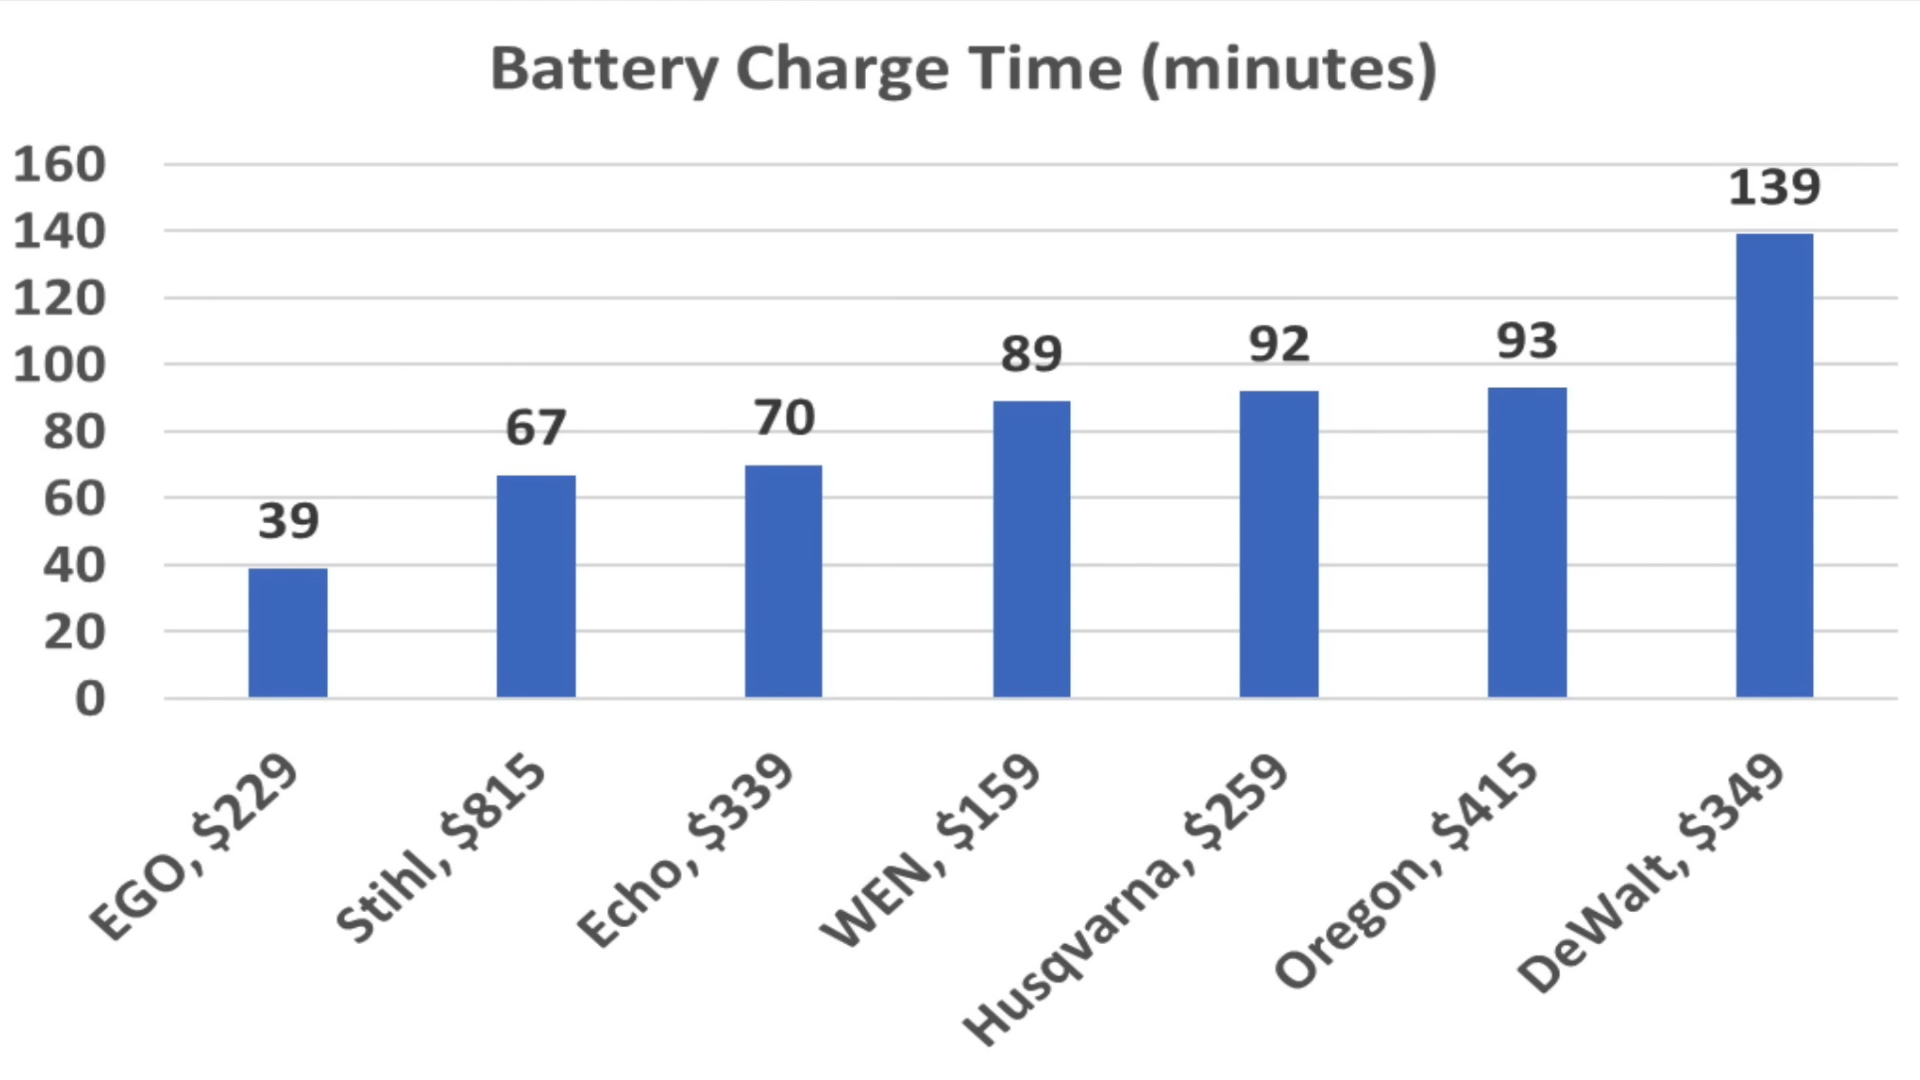 Battery Charge Time (minutes)
160
140
120
100
80
60
40
20
0
39
67
70
89
92
93
139
EGO, $229
Stihl, $815
Echo, $339
WEN, $159
Husqvarna, $259
Oregon, $415
DeWalt, $349